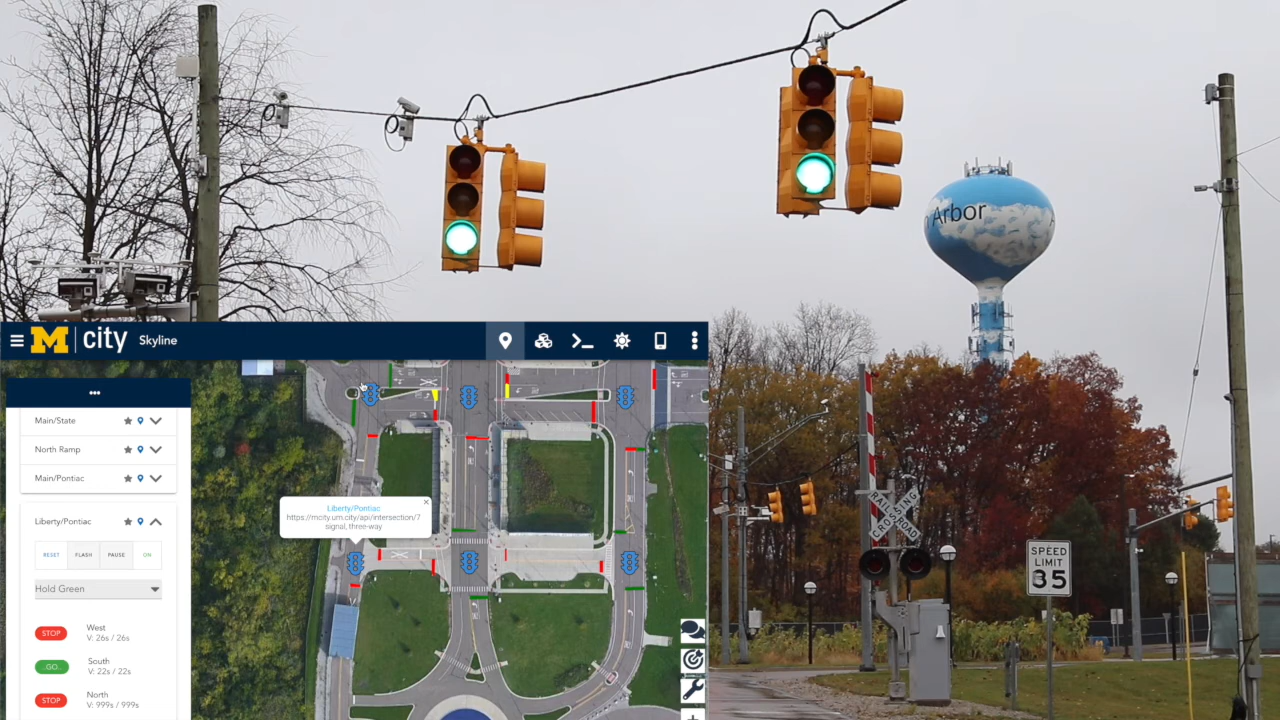 Arbor
M | city Skyline
•••
Main/State
North Ramp
Main/Pontiac
Liberty/Pontiac
RESET FLASH PAUSE ON
Hold Green
STOP West
V: 26s / 26s
..GO.. South
V: 22s / 22s
STOP North
V: 999s / 999s
Liberty/Pontiac
https://mcity.um.city/api/intersection/7
signal, three-way
RAILROAD
CROSSING
SPEED
LIMIT
35